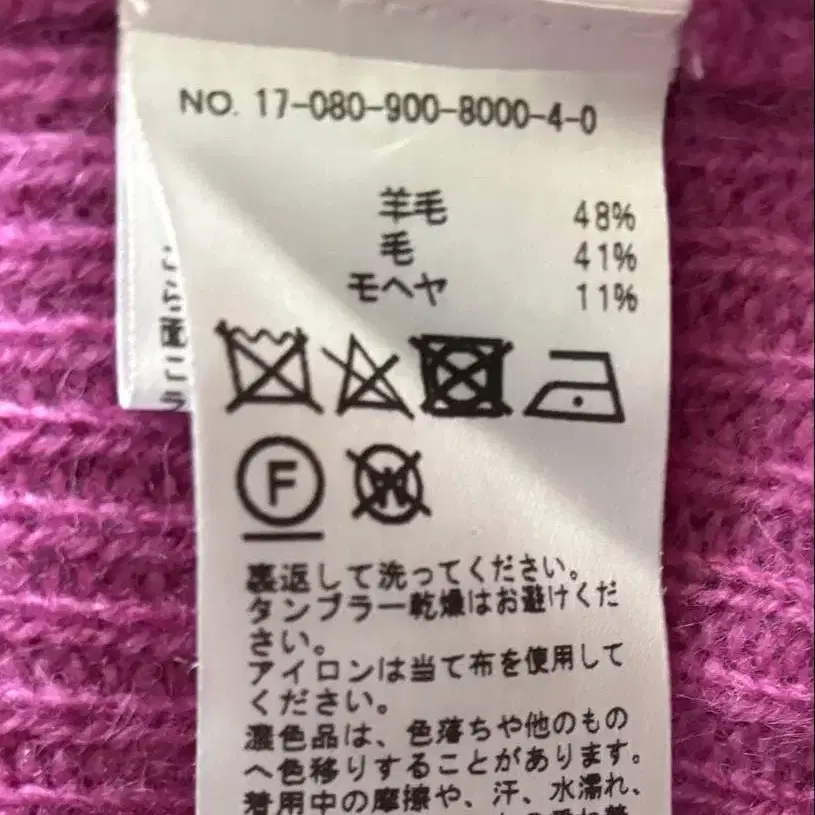 NO. 17-080-900-8000-4-0
羊毛 48%
毛 41%
モヘヤ 11%
F
W
裏返して洗ってください。
タンブラー乾燥はお避けくだ
さい。
アイロンは当て布を使用して
ください。
濃色品は、色落ちや他のもの
へ色移りすることがあります。
着用中の摩擦や、汗、水濡れ、